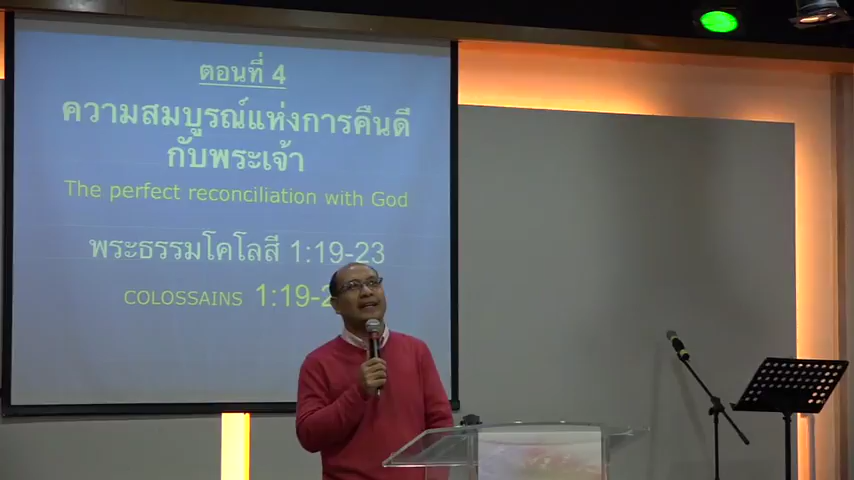 ตอนที่ 4
ความสมบูรณ์แห่งการคืนดี
กับพระเจ้า
The perfect reconciliation with God
พระธรรมโคโลสี 1:19-23
COLOSSAINS 1:19-2